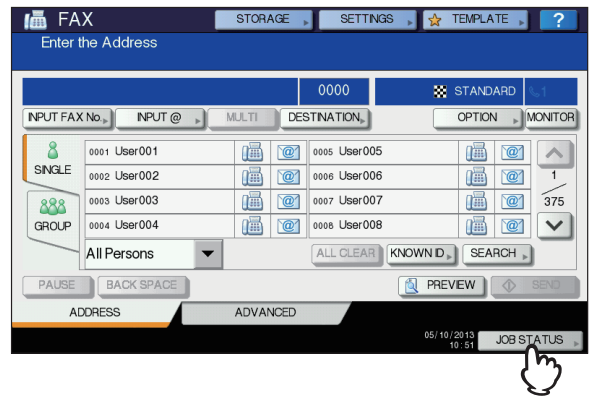 FAX STORAGE SETTINGS TEMPLATE ?
Enter the Address
0000 STANDARD 1
INPUT FAX No. INPUT @ MULTI DESTINATION OPTION MONITOR
SINGLE
GROUP
0001 User001 0005 User005
0002 User002 0006 User006
0003 User003 0007 User007
0004 User004 0008 User008
1
375
All Persons ALL CLEAR KNOWN ID SEARCH
PAUSE BACK SPACE PREVIEW SEND
ADDRESS ADVANCED
05/10/2013
10:51
JOB STATUS